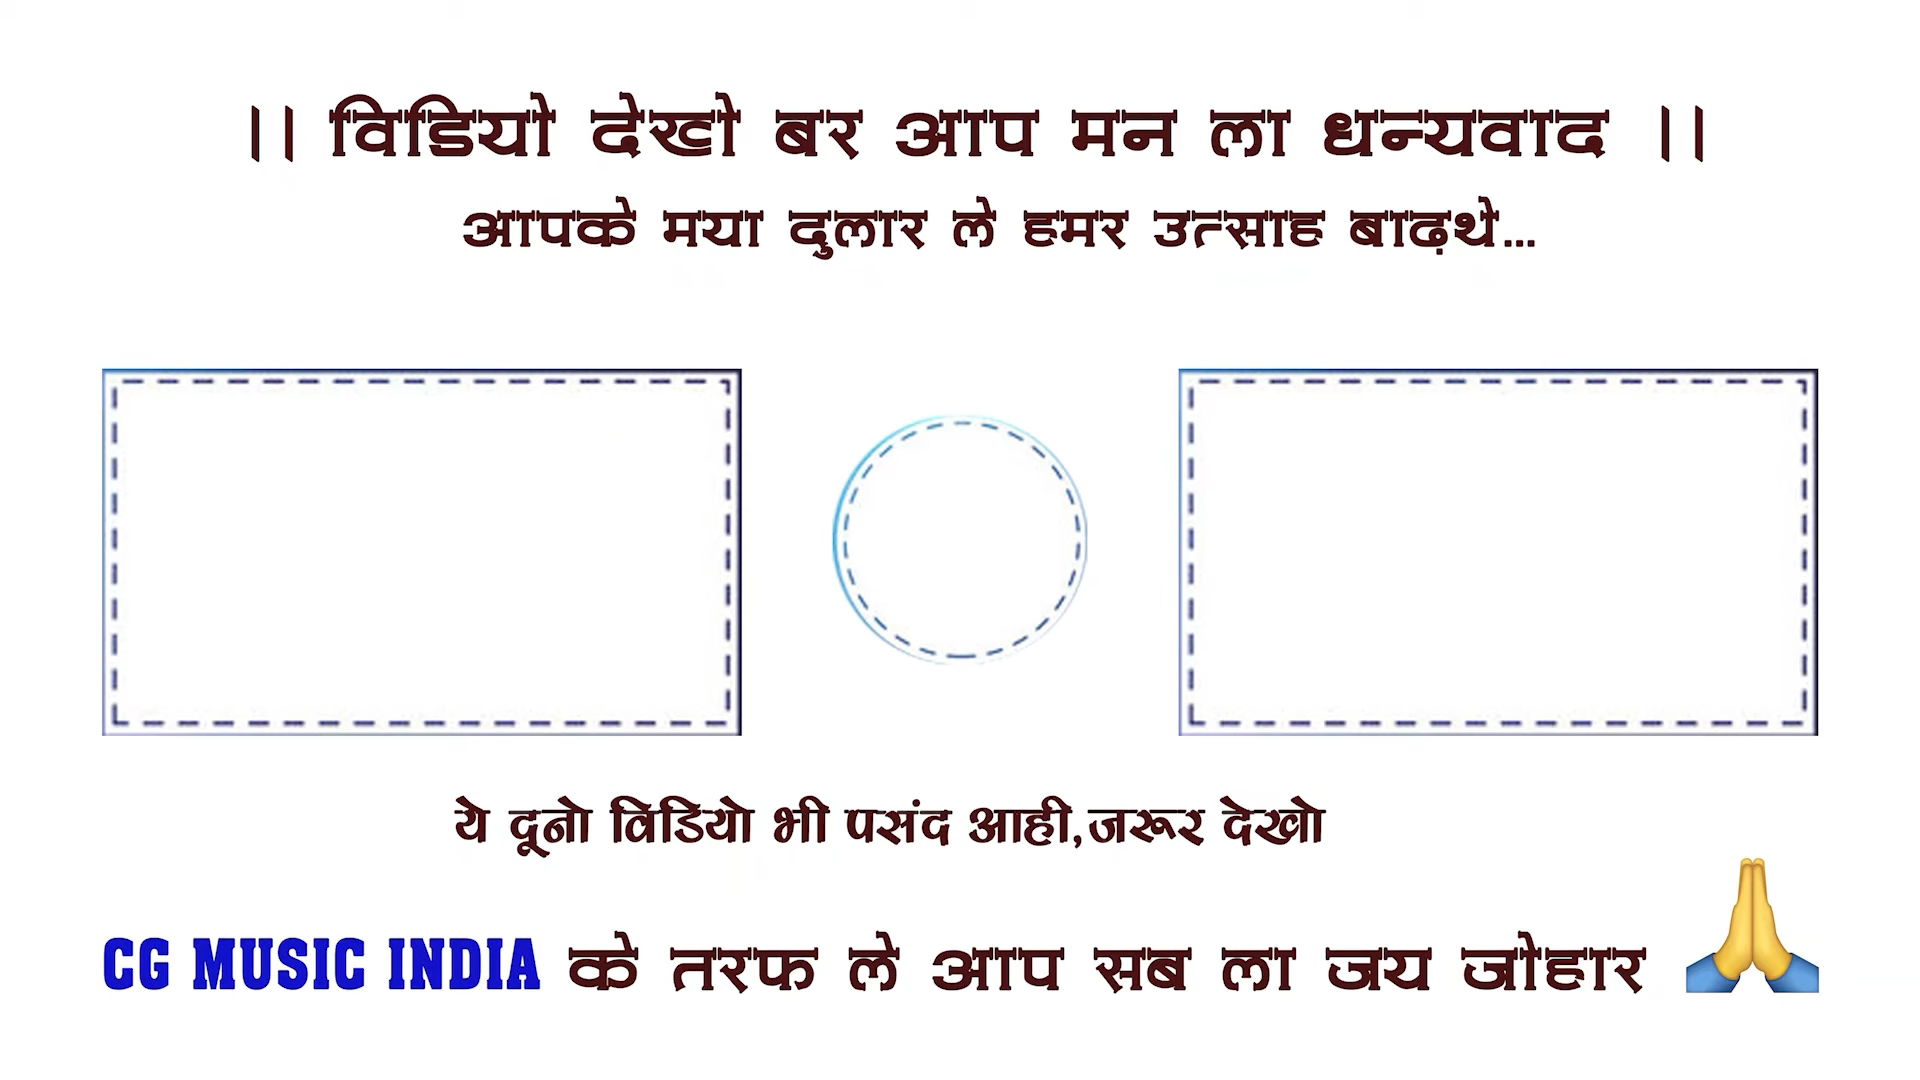 ।। विडियो देखो बर आप मन ला धन्यवाद ।।
आपके मया दुलार ले हमर उत्साह बाढ़थे...
ये दूनो विडियो भी पसंद आही,जरूर देखो
CG MUSIC INDIA के तरफ ले आप सब ला जय जोहार